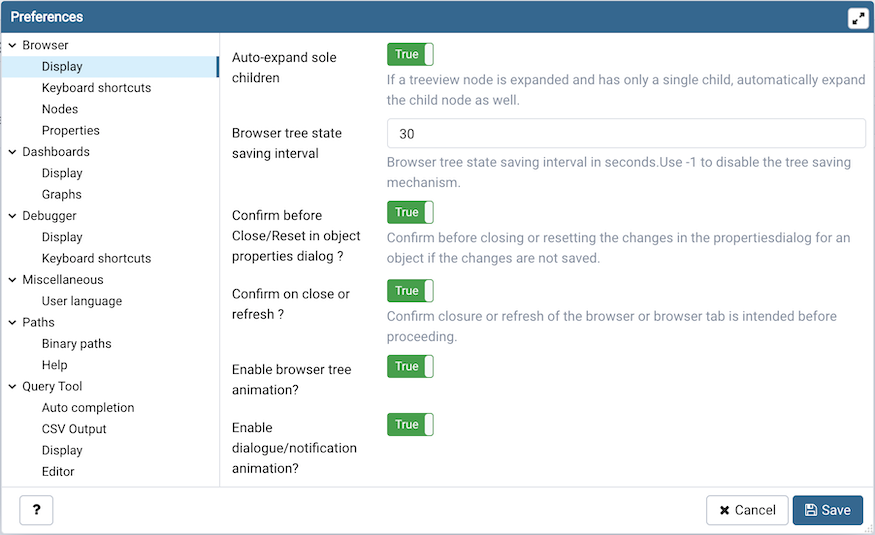 Preferences
Browser
Display
Keyboard shortcuts
Nodes
Properties
Dashboards
Display
Graphs
Debugger
Display
Keyboard shortcuts
Miscellaneous
User language
Paths
Binary paths
Help
Query Tool
Auto completion
CSV Output
Display
Editor
Auto-expand sole
children
True
If a treeview node is expanded and has only a single child, automatically expand
the child node as well.
Browser tree state
saving interval
30
Browser tree state saving interval in seconds.Use -1 to disable the tree saving
mechanism.
Confirm before
Close/Reset in object
properties dialog ?
True
Confirm before closing or resetting the changes in the propertiesdialog for an
object if the changes are not saved.
Confirm on close or
refresh ?
True
Confirm closure or refresh of the browser or browser tab is intended before
proceeding.
Enable browser tree
animation?
True
Enable
dialogue/notification
animation?
True
?
Cancel
Save